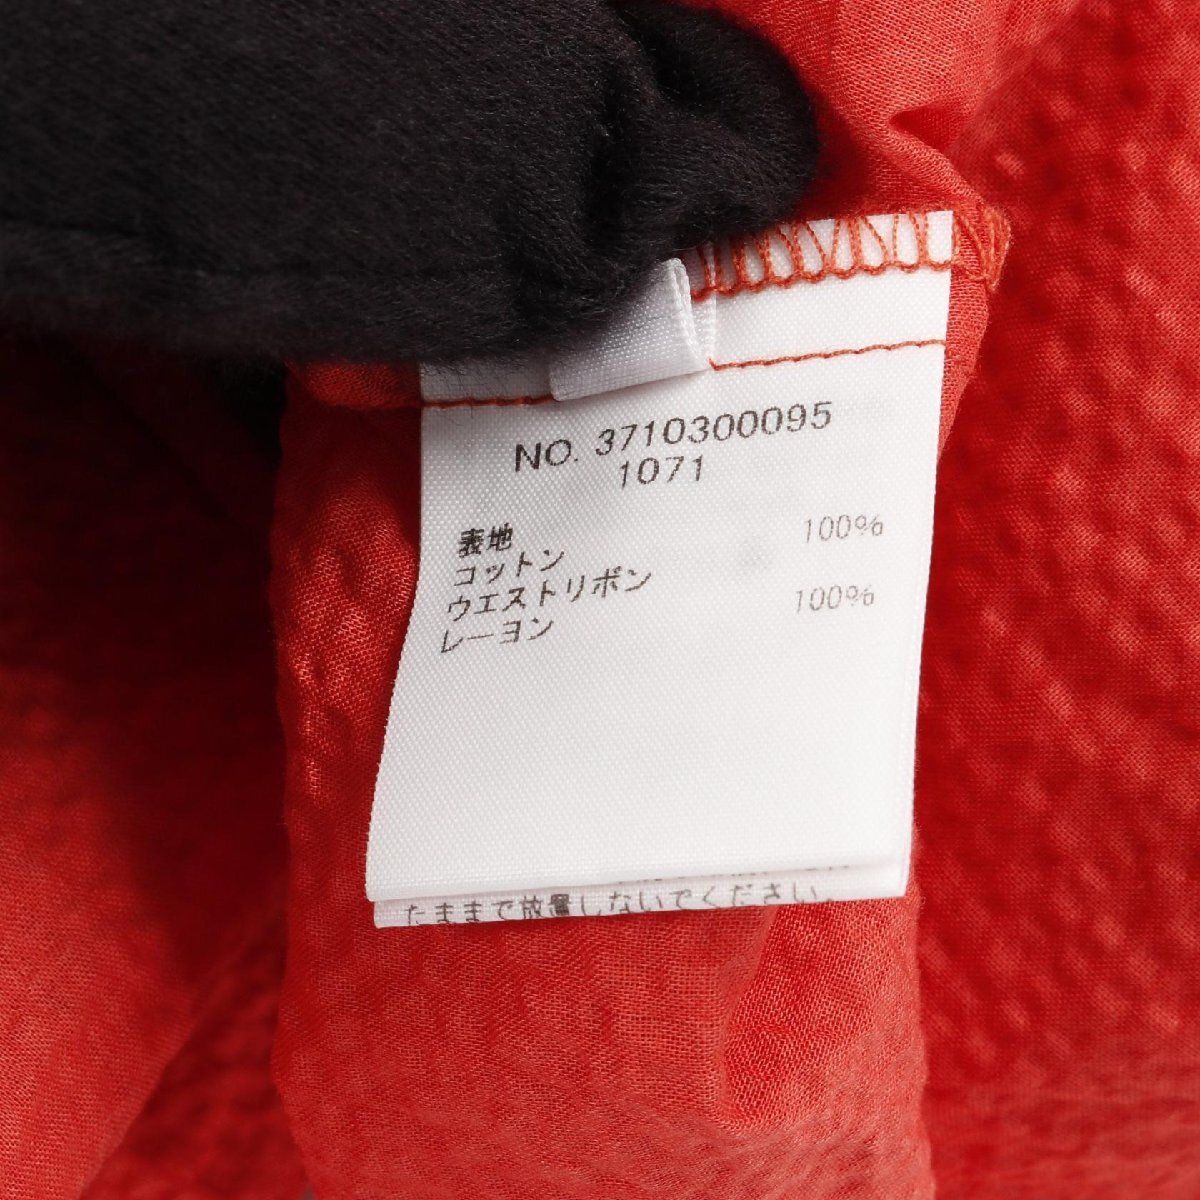 NO. 3710300095
1071
表地
コットン 100%
ウエストリボン
レーヨン 100%
たままで放置しないでください。